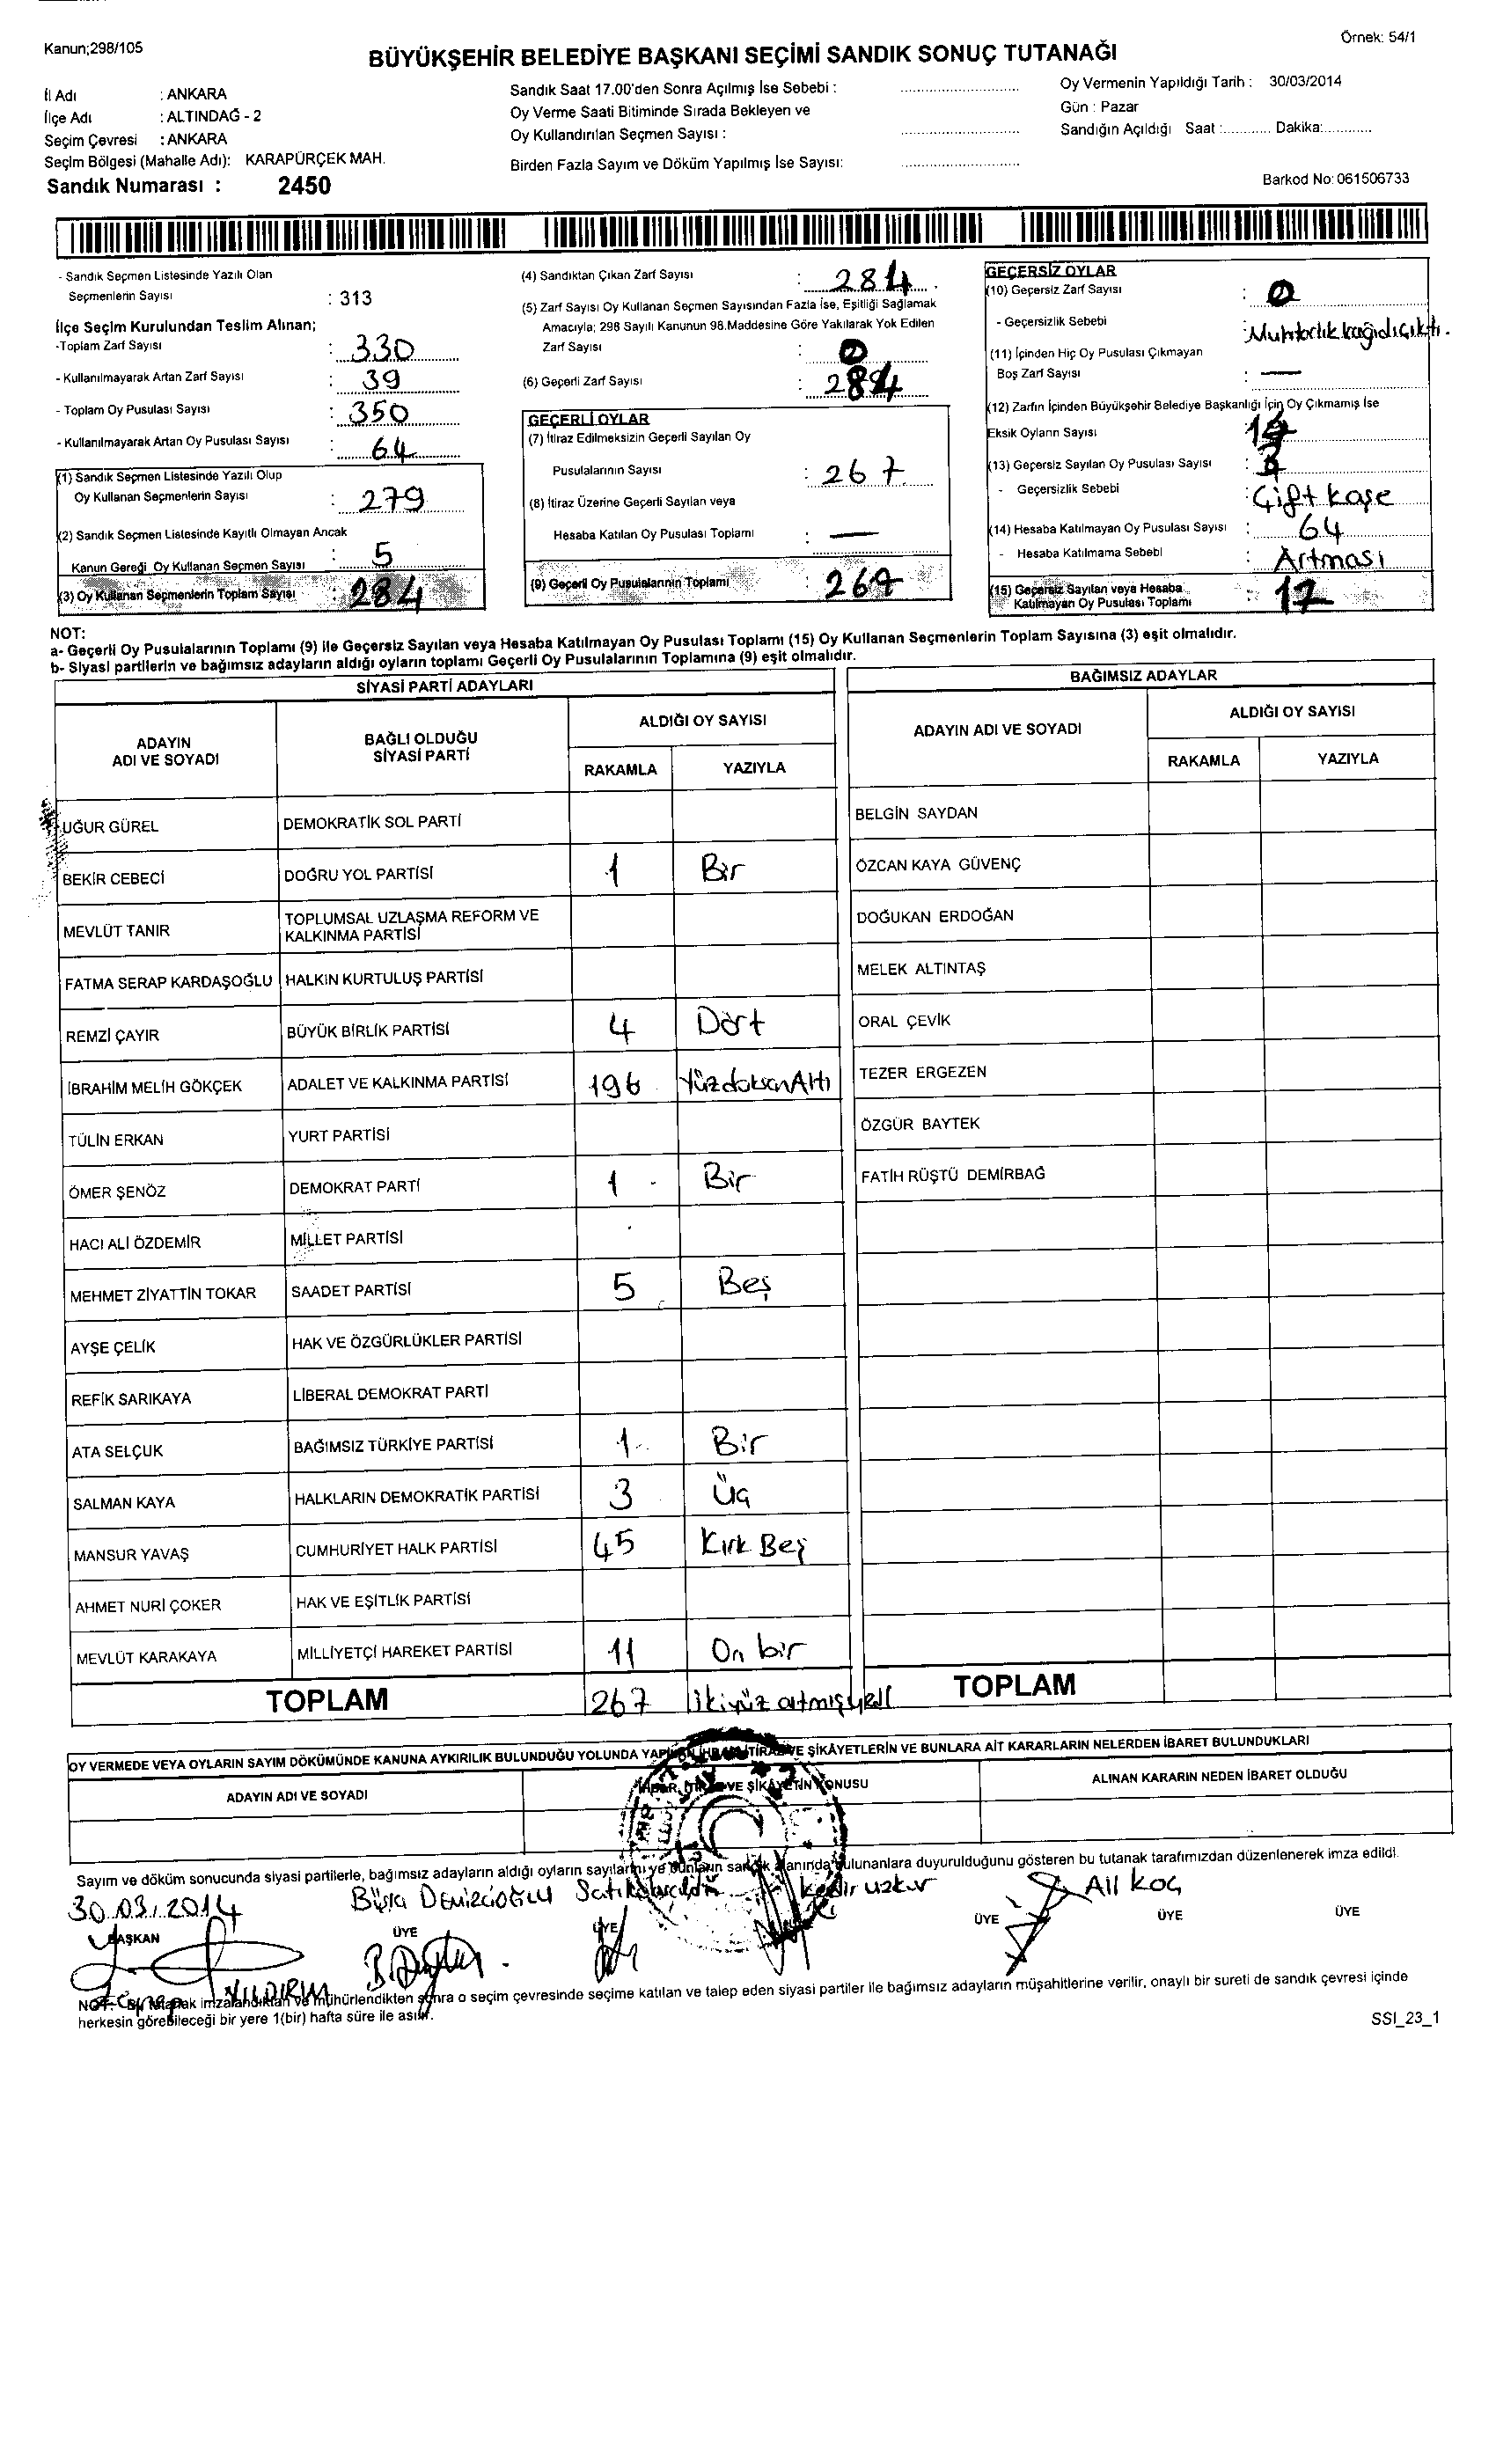 Kanun;298/105
Örnek: 54/1
BÜYÜKŞEHİR BELEDİYE BAŞKANI SEÇİMİ SANDIK SONUÇ TUTANAĞI
İl Adı : ANKARA
İlçe Adı : ALTINDAĞ - 2
Seçim Çevresi : ANKARA
Seçim Bölgesi (Mahalle Adı): KARAPÜRÇEK MAH.
Sandık Numarası : 2450
Sandık Saat 17.00'den Sonra Açılmış İse Sebebi :
Oy Verme Saati Bitiminde Sırada Bekleyen ve
Oy Kullandırılan Seçmen Sayısı :
Birden Fazla Sayım ve Döküm Yapılmış İse Sayısı:
Oy Vermenin Yapıldığı Tarih : 30/03/2014
Gün : Pazar
Sandığın Açıldığı Saat :............ Dakika:............
Barkod No: 061506733
- Sandık Seçmen Listesinde Yazılı Olan
Seçmenlerin Sayısı : 313
İlçe Seçim Kurulundan Teslim Alınan;
-Toplam Zarf Sayısı : 330
- Kullanılmayarak Artan Zarf Sayısı : 39
- Toplam Oy Pusulası Sayısı : 350
- Kullanılmayarak Artan Oy Pusulası Sayısı : 64
(1) Sandık Seçmen Listesinde Yazılı Olup
Oy Kullanan Seçmenlerin Sayısı : 279
(2) Sandık Seçmen Listesinde Kayıtlı Olmayan Ancak
Kanun Gereği Oy Kullanan Seçmen Sayısı : 5
(3) Oy Kullanan Seçmenlerin Toplam Sayısı : 284
(4) Sandıktan Çıkan Zarf Sayısı : 284
(5) Zarf Sayısı Oy Kullanan Seçmen Sayısından Fazla İse, Eşitliği Sağlamak
Amacıyla; 298 Sayılı Kanunun 98.Maddesine Göre Yakılarak Yok Edilen
Zarf Sayısı : 0
(6) Geçerli Zarf Sayısı : 284
GEÇERLİ OYLAR
(7) İtiraz Edilmeksizin Geçerli Sayılan Oy
Pusulalarının Sayısı : 267
(8) İtiraz Üzerine Geçerli Sayılan veya
Hesaba Katılan Oy Pusulası Toplamı : —
(9) Geçerli Oy Pusulalarının Toplamı : 267
GEÇERSİZ OYLAR
(10) Geçersiz Zarf Sayısı : 0
- Geçersizlik Sebebi : Muhtarlık kağıdı çıktı.
(11) İçinden Hiç Oy Pusulası Çıkmayan
Boş Zarf Sayısı : —
(12) Zarfın İçinden Büyükşehir Belediye Başkanlığı İçin Oy Çıkmamış İse
Eksik Oyların Sayısı :
(13) Geçersiz Sayılan Oy Pusulası Sayısı :
- Geçersizlik Sebebi : Çift kaşe
(14) Hesaba Katılmayan Oy Pusulası Sayısı : 64
- Hesaba Katılmama Sebebi : Artması
(15) Geçersiz Sayılan veya Hesaba
Katılmayan Oy Pusulası Toplamı : 17
NOT:
a- Geçerli Oy Pusulalarının Toplamı (9) ile Geçersiz Sayılan veya Hesaba Katılmayan Oy Pusulası Toplamı (15) Oy Kullanan Seçmenlerin Toplam Sayısına (3) eşit olmalıdır.
b- Siyasi partilerin ve bağımsız adayların aldığı oyların toplamı Geçerli Oy Pusulalarının Toplamına (9) eşit olmalıdır.
SİYASİ PARTİ ADAYLARI
ADAYIN ADI VE SOYADI BAĞLI OLDUĞU SİYASİ PARTİ ALDIĞI OY SAYISI
RAKAMLA YAZIYLA
UĞUR GÜREL DEMOKRATİK SOL PARTİ
BEKİR CEBECİ DOĞRU YOL PARTİSİ 1 Bir
MEVLÜT TANIR TOPLUMSAL UZLAŞMA REFORM VE KALKINMA PARTİSİ
FATMA SERAP KARDAŞOĞLU HALKIN KURTULUŞ PARTİSİ
REMZİ ÇAYIR BÜYÜK BİRLİK PARTİSİ 4 Dört
İBRAHİM MELİH GÖKÇEK ADALET VE KALKINMA PARTİSİ 196 YüzdoksanAltı
TÜLİN ERKAN YURT PARTİSİ
ÖMER ŞENÖZ DEMOKRAT PARTİ 1 Bir
HACI ALİ ÖZDEMİR MİLLET PARTİSİ
MEHMET ZİYATTİN TOKAR SAADET PARTİSİ 5 Beş
AYŞE ÇELİK HAK VE ÖZGÜRLÜKLER PARTİSİ
REFİK SARIKAYA LİBERAL DEMOKRAT PARTİ
ATA SELÇUK BAĞIMSIZ TÜRKİYE PARTİSİ 1 Bir
SALMAN KAYA HALKLARIN DEMOKRATİK PARTİSİ 3 Üç
MANSUR YAVAŞ CUMHURİYET HALK PARTİSİ 45 Kırk Beş
AHMET NURİ ÇOKER HAK VE EŞİTLİK PARTİSİ
MEVLÜT KARAKAYA MİLLİYETÇİ HAREKET PARTİSİ 11 On bir
TOPLAM 267 İkiyüz atmış yedi
BAĞIMSIZ ADAYLAR
ADAYIN ADI VE SOYADI ALDIĞI OY SAYISI
RAKAMLA YAZIYLA
BELGİN SAYDAN
ÖZCAN KAYA GÜVENÇ
DOĞUKAN ERDOĞAN
MELEK ALTINTAŞ
ORAL ÇEVİK
TEZER ERGEZEN
ÖZGÜR BAYTEK
FATİH RÜŞTÜ DEMİRBAĞ
TOPLAM
OY VERMEDE VEYA OYLARIN SAYIM DÖKÜMÜNDE KANUNA AYKIRILIK BULUNDUĞU YOLUNDA YAPILAN İHBAR, İTİRAZ VE ŞİKÂYETLERİN VE BUNLARA AİT KARARLARIN NELERDEN İBARET BULUNDUKLARI
ADAYIN ADI VE SOYADI İHBAR, İTİRAZ VE ŞİKÂYETİN KONUSU ALINAN KARARIN NEDEN İBARET OLDUĞU
Sayım ve döküm sonucunda siyasi partilerle, bağımsız adayların aldığı oyların sayılarını ve bunların sandık alanında bulunanlara duyurulduğunu gösteren bu tutanak tarafımızdan düzenlenerek imza edildi.
30.03.2014 Büşra Denizcioğlu Kadir uzkur Ali koç
BAŞKAN ÜYE ÜYE ÜYE ÜYE ÜYE
Zeynep YILDIRIM
NOT: Bu tutanak imzalandıktan ve mühürlendikten sonra o seçim çevresinde seçime katılan ve talep eden siyasi partiler ile bağımsız adayların müşahitlerine verilir, onaylı bir sureti de sandık çevresi içinde
herkesin görebileceği bir yere 1(bir) hafta süre ile asılır.
SSI_23_1